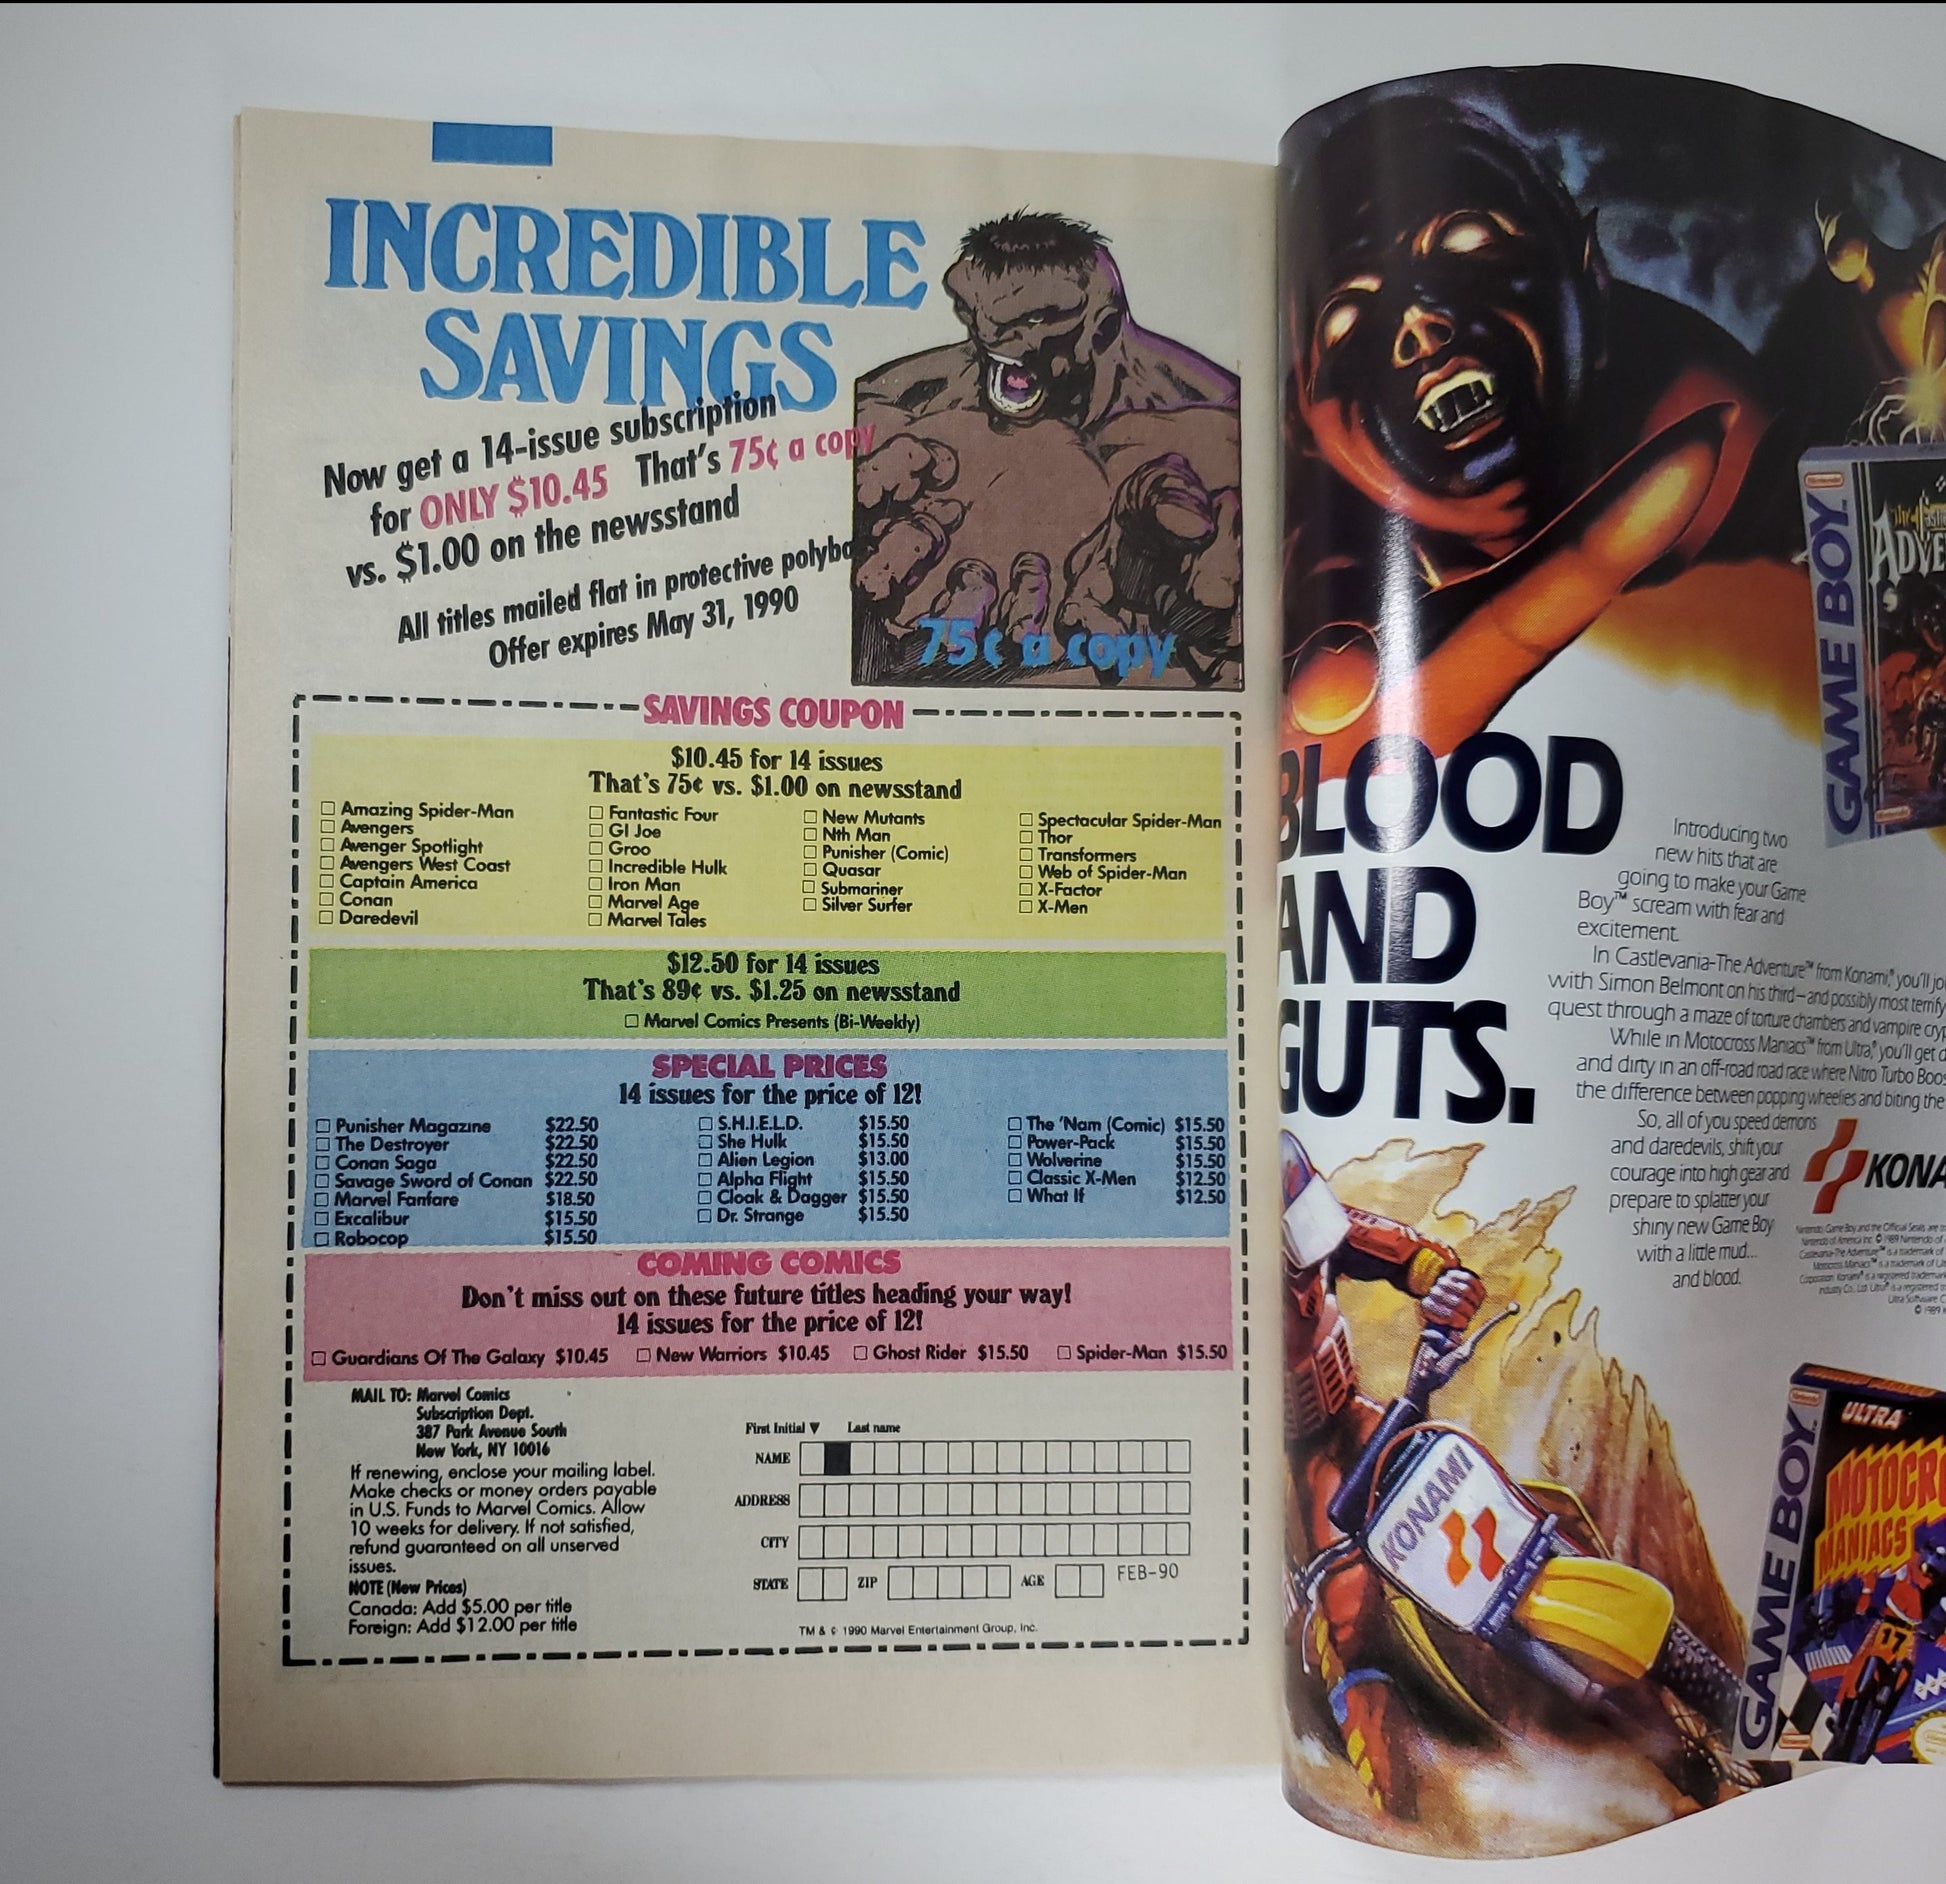 INCREDIBLE
SAVINGS
Now get a 14-issue subscription
for ONLY $10.45 That's 75¢ a copy
vs. $1.00 on the newsstand
All titles mailed flat in protective
Offer expires May 31, 1990
75¢ a copy
SAVINGS COUPON
$10.45 for 14 issues
That's 75¢ vs. $1.00 on newsstand
Amazing Spider-Man
Avengers
Avenger Spotlight
Avengers West Coast
Captain America
Conan
Daredevil
Fantastic Four
GI Joe
Groo
Incredible Hulk
Iron Man
Marvel Age
Marvel Tales
New Mutants
Nth Man
Punisher (Comic)
Quasar
Submariner
Silver Surfer
Spectacular Spider-Man
Thor
Transformers
Web of Spider-Man
X-Factor
X-Men
$12.50 for 14 issues
That's 89¢ vs. $1.25 on newsstand
Marvel Comics Presents (Bi-Weekly)
SPECIAL PRICES
14 issues for the price of 12!
Punisher Magazine $22.50
The Destroyer $22.50
Conan Saga $22.50
Savage Sword of Conan $22.50
Marvel Fanfare $18.50
Excalibur $15.50
Robocop $15.50
S.H.I.E.L.D. $15.50
She Hulk $15.50
Alien Legion $13.00
Alpha Flight $15.50
Cloak & Dagger $15.50
Dr. Strange $15.50
The 'Nam (Comic) $15.50
Power-Pack $15.50
Wolverine $15.50
Classic X-Men $12.50
What If $12.50
COMING COMICS
Don't miss out on these future titles heading your way!
14 issues for the price of 12!
Guardians Of The Galaxy $10.45 New Warriors $10.45 Ghost Rider $15.50 Spider-Man $15.50
MAIL TO: Marvel Comics
Subscription Dept.
387 Park Avenue South
New York, NY 10016
If renewing, enclose your mailing label.
Make checks or money orders payable
in U.S. Funds to Marvel Comics. Allow
10 weeks for delivery. If not satisfied,
refund guaranteed on all unserved
issues.
NOTE (New Prices)
Canada: Add $5.00 per title
Foreign: Add $12.00 per title
First Initial ▼ Last name
NAME
ADDRESS
CITY
STATE ZIP AGE FEB-90
TM & © 1990 Marvel Entertainment Group, Inc.
BLOOD
AND
GUTS.
Introducing two
new hits that are
going to make your Game
Boy™ scream with fear and
excitement.
In Castlevania-The Adventure™ from Konami,® you'll
with Simon Belmont on his third—and possibly most
quest through a maze of torture chambers and vampire
While in Motocross Maniacs™ from Ultra,® you'll get
and dirty in an off-road road race where Nitro Turbo
the difference between popping wheelies and biting the
So, all of you speed demons
and daredevils, shift your
courage into high gear and
prepare to splatter your
shiny new Game Boy
with a little mud...
and blood.
GAME BOY
Nintendo
KONAMI
GAME BOY
Nintendo
ULTRA
MANIACS
17